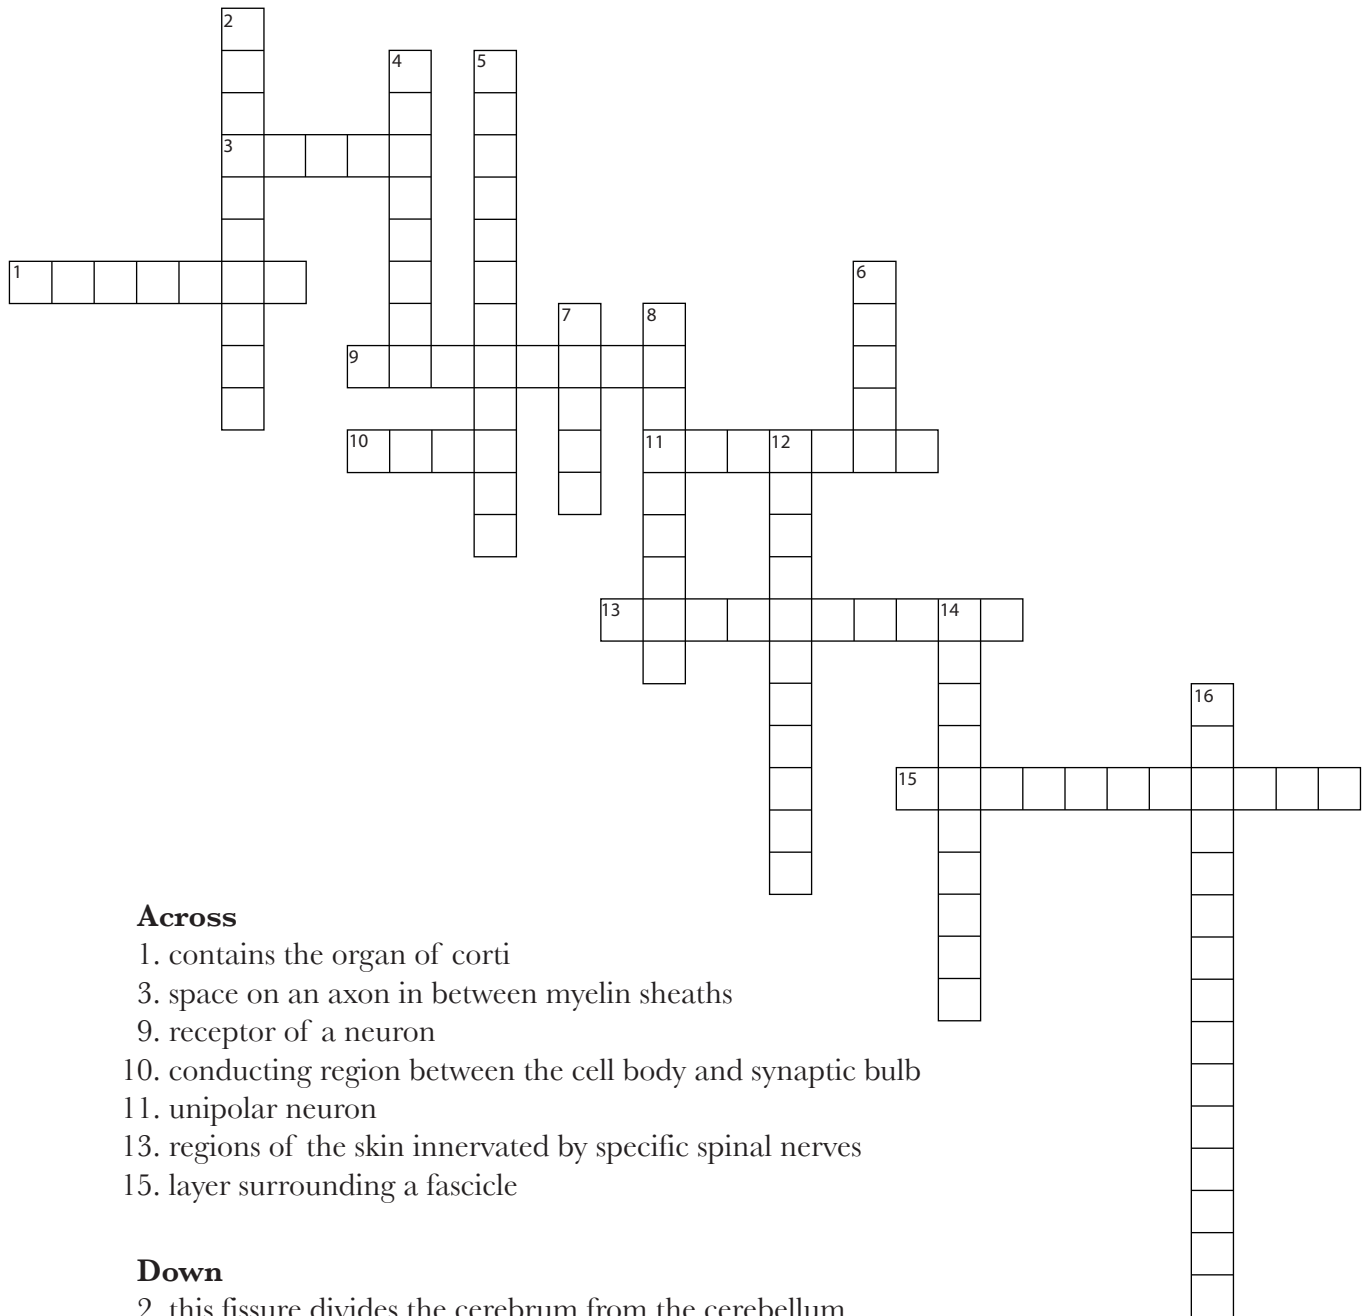 2
4 5
3
1 6
7 8
9
10 11 12
13 14
16
15
Across
1. contains the organ of corti
3. space on an axon in between myelin sheaths
9. receptor of a neuron
10. conducting region between the cell body and synaptic bulb
11. unipolar neuron
13. regions of the skin innervated by specific spinal nerves
15. layer surrounding a fascicle
Down
2. this fissure divides the cerebrum from the cerebellum